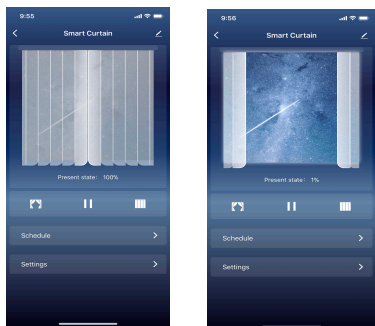 9:55
Smart Curtain
Present state: 100%
Schedule
Settings
9:56
Smart Curtain
Present state: 1%
Schedule
Settings